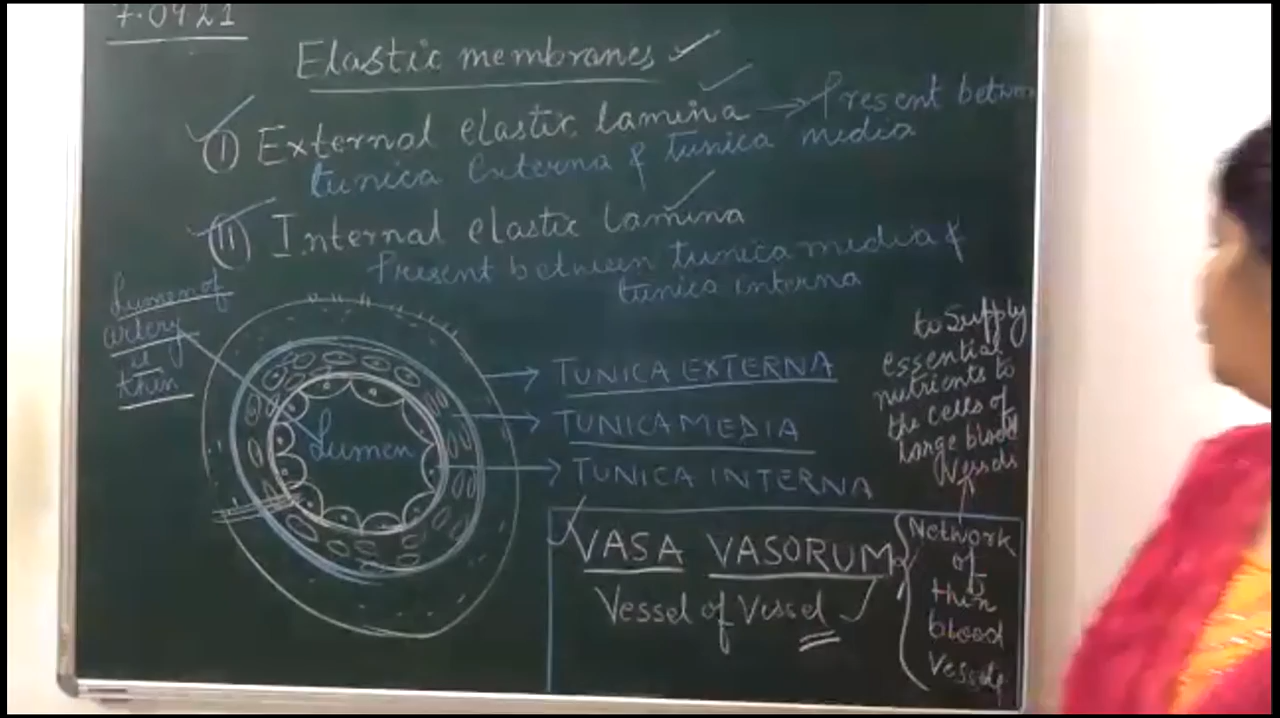 7.0421
Elastic membranes
(I) External elastic lamina → Present betwe
tunica Externa & tunica media
(II) Internal elastic lamina
Present between tunica media &
tunica interna
Lumen of
artery
is
thin
Lumen
TUNICA EXTERNA
TUNICA MEDIA
TUNICA INTERNA
to Supply
essential
nutrients to
the cells of
large blood
Vessels
VASA VASORUM
Vessel of Vessel
Network
of
thin
blood
Vessels